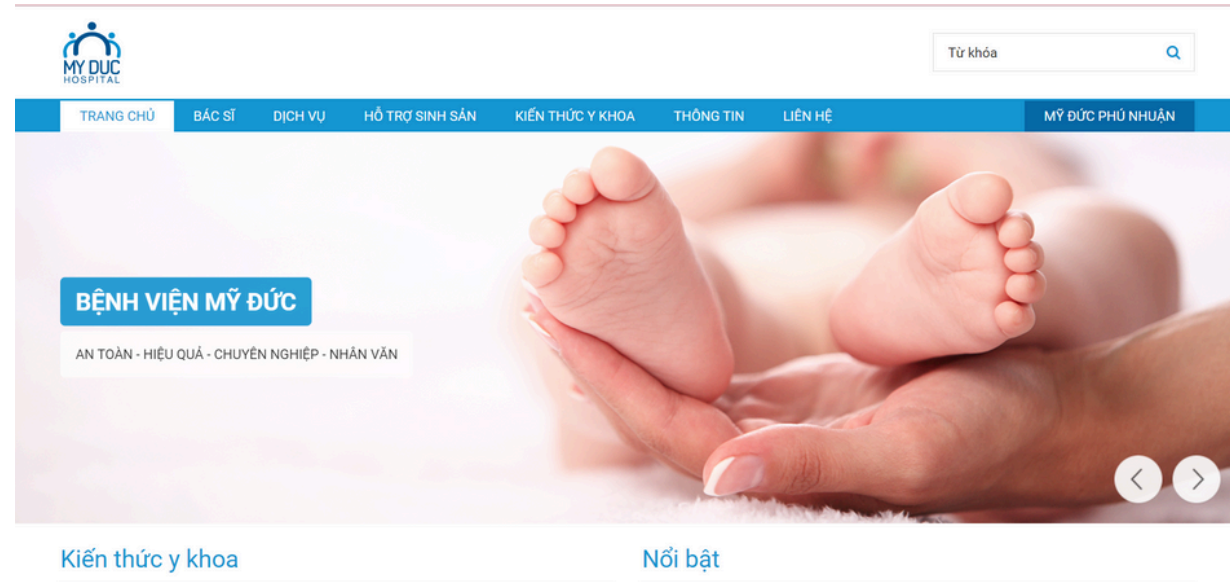 MY DUC
HOSPITAL
Từ khóa
TRANG CHỦ BÁC SĨ DỊCH VỤ HỖ TRỢ SINH SẢN KIẾN THỨC Y KHOA THÔNG TIN LIÊN HỆ MỸ ĐỨC PHÚ NHUẬN
BỆNH VIỆN MỸ ĐỨC
AN TOÀN - HIỆU QUẢ - CHUYÊN NGHIỆP - NHÂN VĂN
Kiến thức y khoa Nổi bật